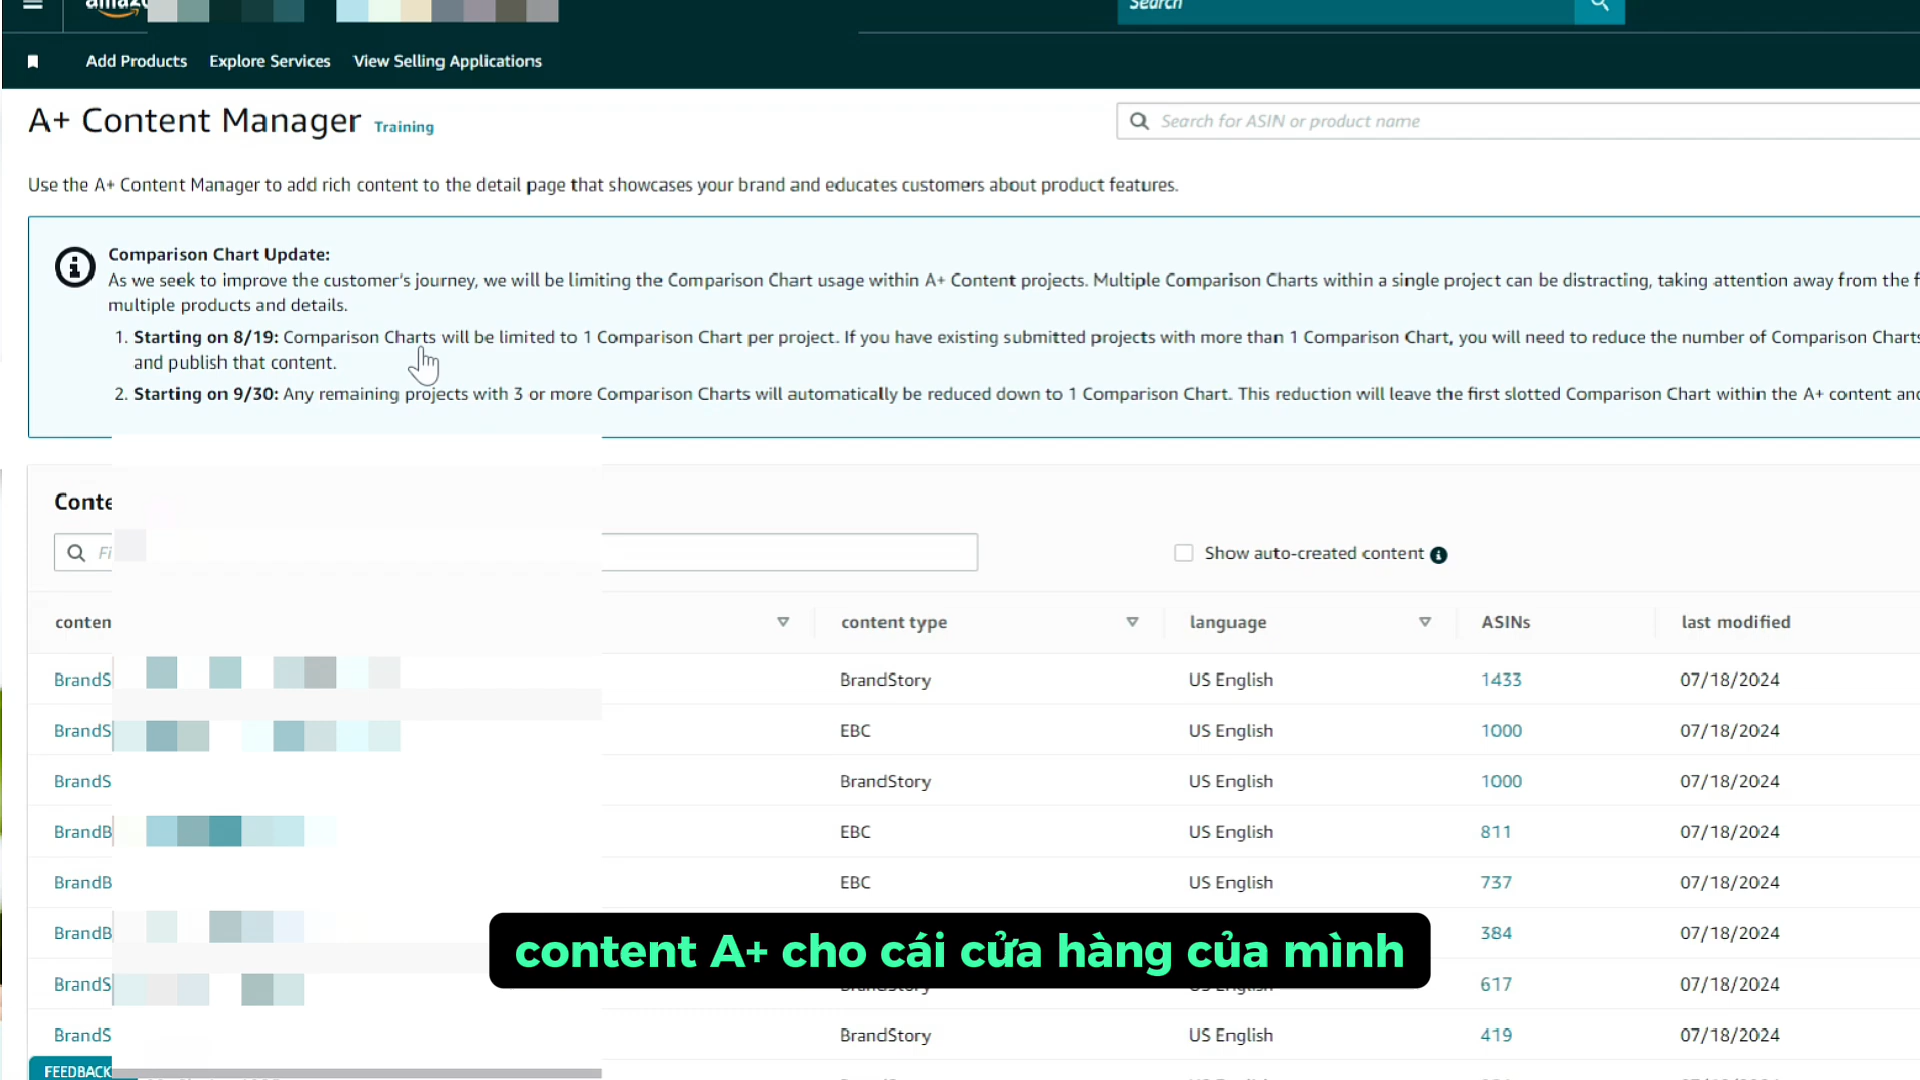 Search
Add Products Explore Services View Selling Applications
A+ Content Manager Training
Search for ASIN or product name
Use the A+ Content Manager to add rich content to the detail page that showcases your brand and educates customers about product features.
Comparison Chart Update:
As we seek to improve the customer's journey, we will be limiting the Comparison Chart usage within A+ Content projects. Multiple Comparison Charts within a single project can be distracting, taking attention away from the f
multiple products and details.
1. Starting on 8/19: Comparison Charts will be limited to 1 Comparison Chart per project. If you have existing submitted projects with more than 1 Comparison Chart, you will need to reduce the number of Comparison Charts
and publish that content.
2. Starting on 9/30: Any remaining projects with 3 or more Comparison Charts will automatically be reduced down to 1 Comparison Chart. This reduction will leave the first slotted Comparison Chart within the A+ content and
Conte
Fi
Show auto-created content
conten content type language ASINs last modified
BrandS BrandStory US English 1433 07/18/2024
BrandS EBC US English 1000 07/18/2024
BrandS BrandStory US English 1000 07/18/2024
BrandB EBC US English 811 07/18/2024
BrandB EBC US English 737 07/18/2024
BrandB 384 07/18/2024
content A+ cho cái cửa hàng của mình
BrandS 617 07/18/2024
BrandS BrandStory US English 419 07/18/2024
FEEDBACK